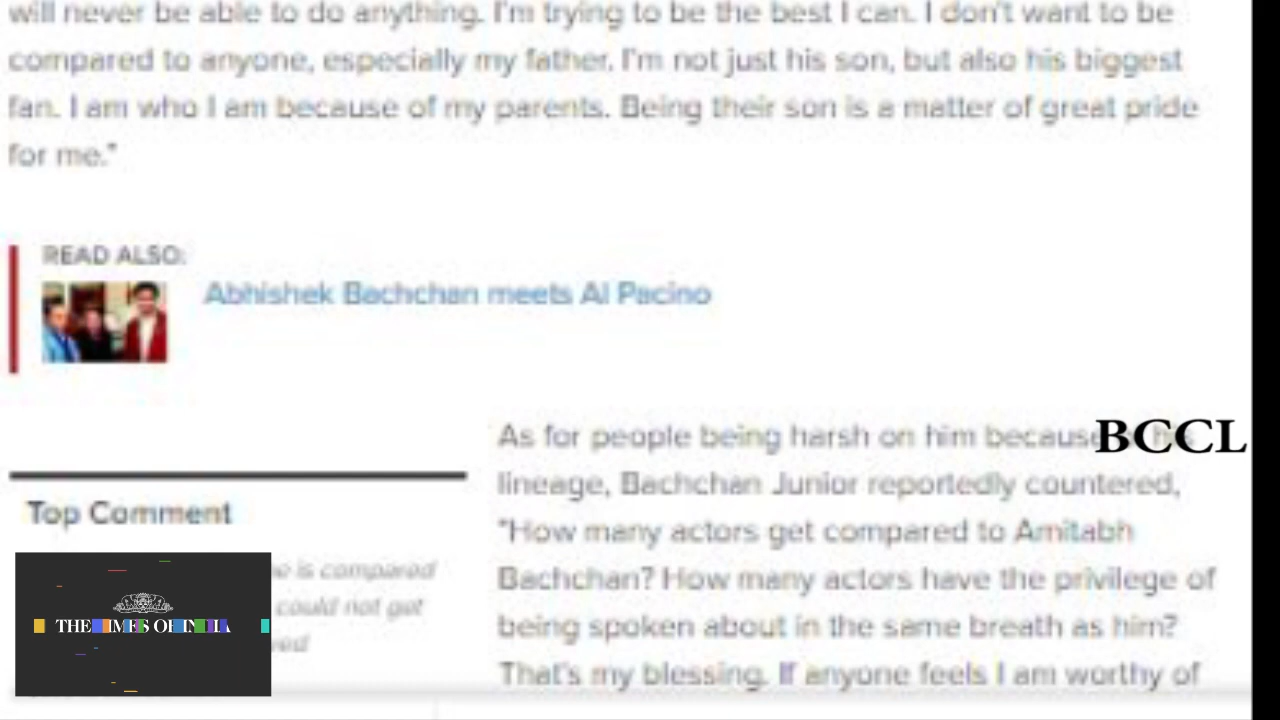 will never be able to do anything. I'm trying to be the best I can. I don't want to be
compared to anyone, especially my father. I'm not just his son, but also his biggest
fan. I am who I am because of my parents. Being their son is a matter of great pride
for me."
READ ALSO:
Abhishek Bachchan meets Al Pacino
As for people being harsh on him because
BCCL
lineage, Bachchan Junior reportedly countered,
"How many actors get compared to Amitabh
Bachchan? How many actors have the privilege of
being spoken about in the same breath as him?
That's my blessing. If anyone feels I am worthy of
Top Comment
is compared
could not get
THE TIMES OF INDIA